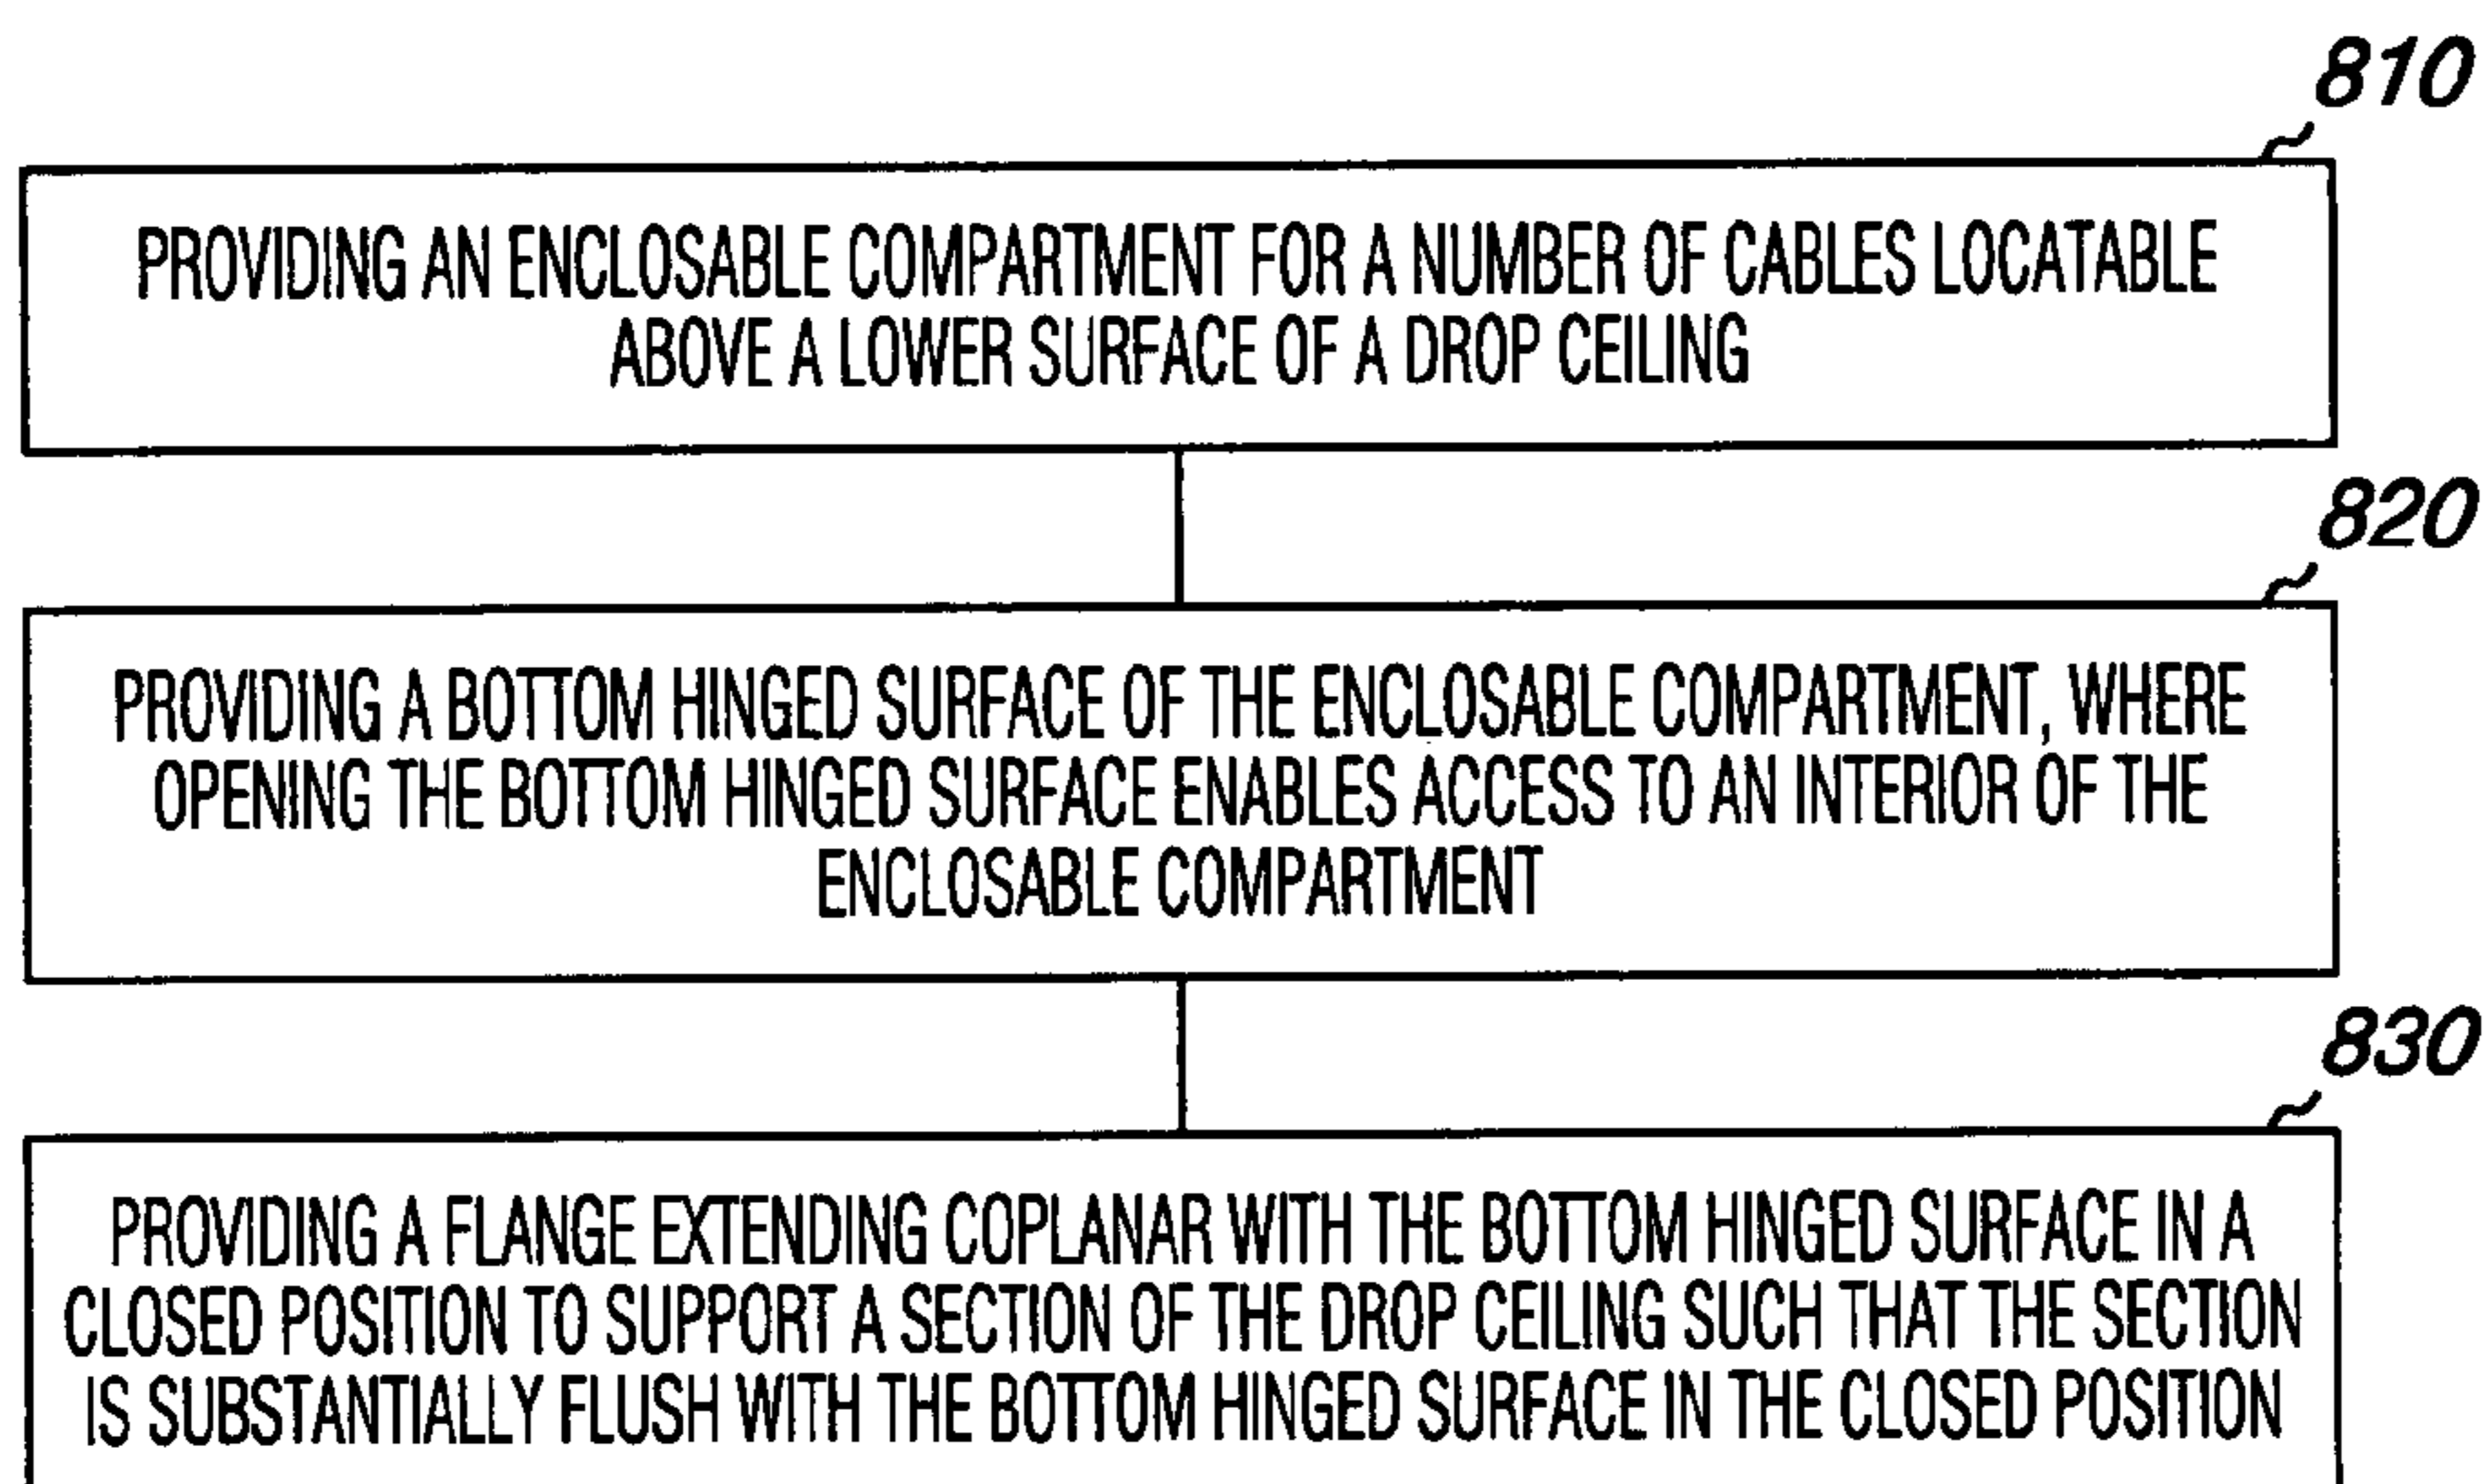 810
PROVIDING AN ENCLOSABLE COMPARTMENT FOR A NUMBER OF CABLES LOCATABLE
ABOVE A LOWER SURFACE OF A DROP CEILING
820
PROVIDING A BOTTOM HINGED SURFACE OF THE ENCLOSABLE COMPARTMENT, WHERE
OPENING THE BOTTOM HINGED SURFACE ENABLES ACCESS TO AN INTERIOR OF THE
ENCLOSABLE COMPARTMENT
830
PROVIDING A FLANGE EXTENDING COPLANAR WITH THE BOTTOM HINGED SURFACE IN A
CLOSED POSITION TO SUPPORT A SECTION OF THE DROP CEILING SUCH THAT THE SECTION
IS SUBSTANTIALLY FLUSH WITH THE BOTTOM HINGED SURFACE IN THE CLOSED POSITION